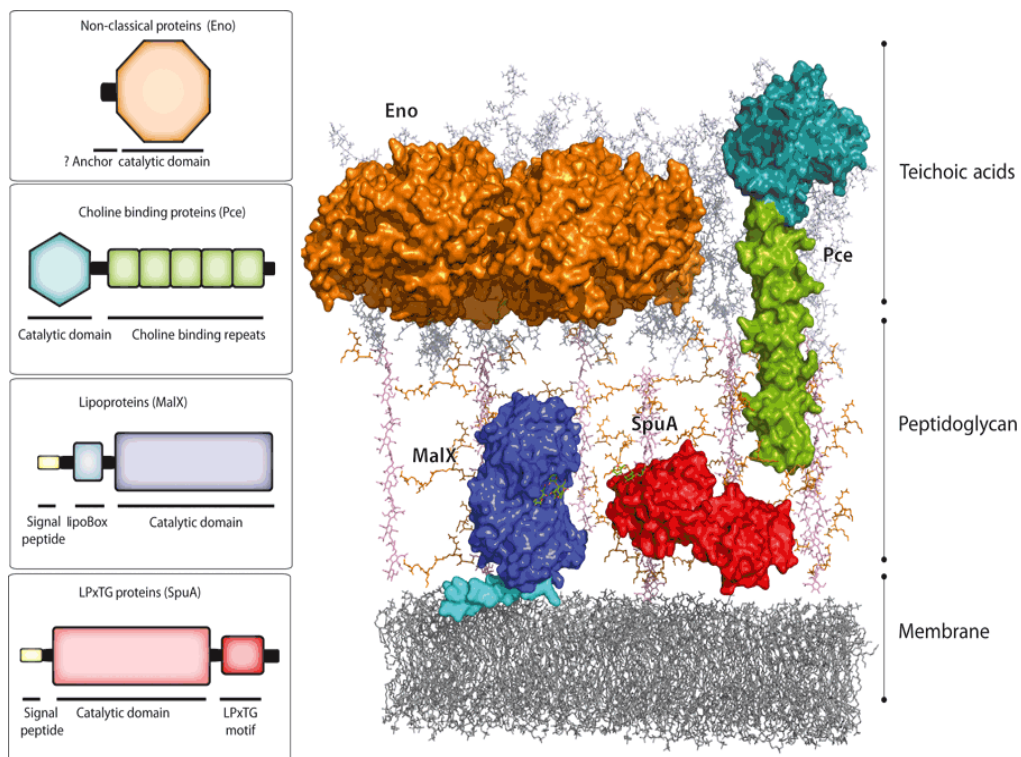 Non-classical proteins (Eno)
? Anchor catalytic domain
Choline binding proteins (Pce)
Catalytic domain Choline binding repeats
Lipoproteins (MalX)
Signal peptide lipoBox Catalytic domain
LPxTG proteins (SpuA)
Signal peptide Catalytic domain LPxTG motif
Eno
Pce
MalX
SpuA
Teichoic acids
Peptidoglycan
Membrane